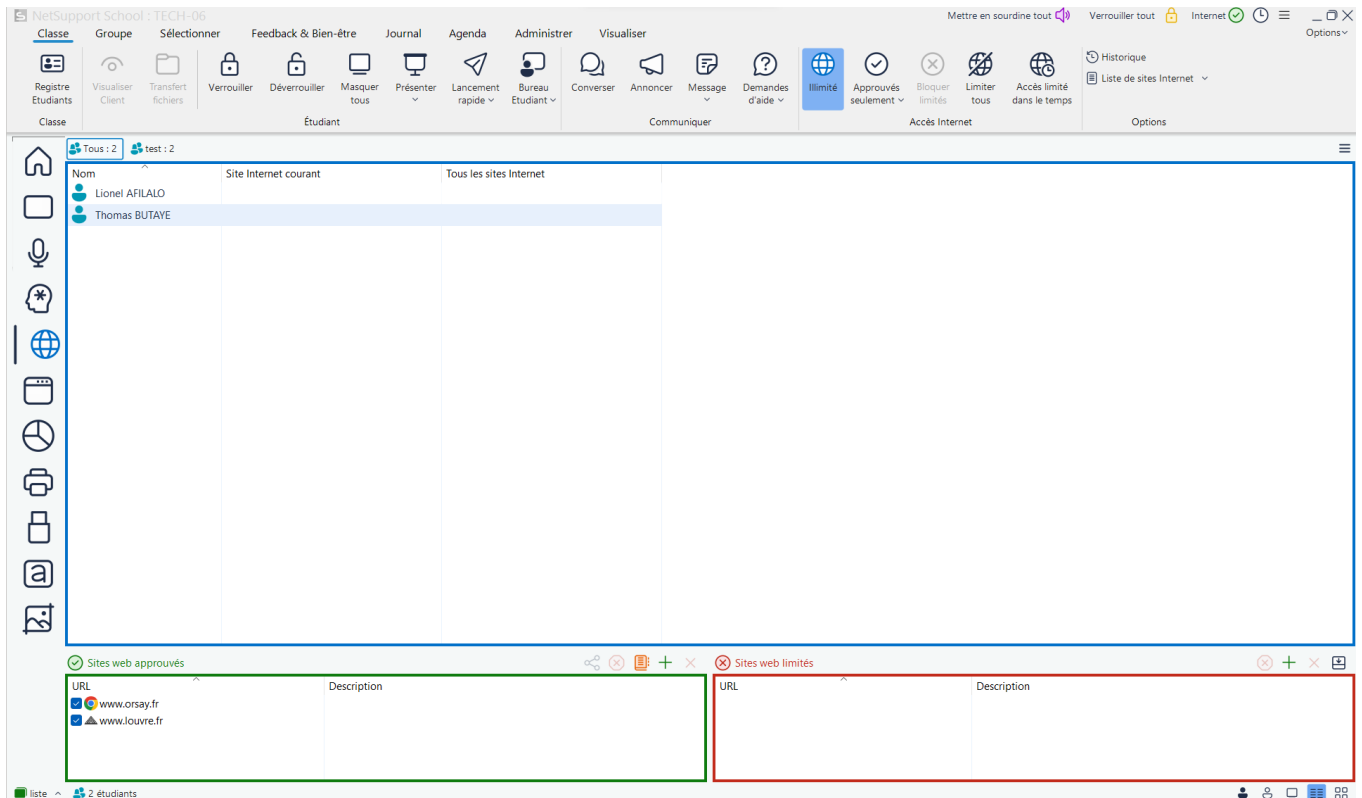 NetSupport School : TECH-06
Mettre en sourdine tout Verrouiller tout Internet
Classe Groupe Sélectionner Feedback & Bien-être Journal Agenda Administrer Visualiser Options
Registre Etudiants
Visualiser Client
Transfert fichiers
Verrouiller
Déverrouiller
Masquer tous
Présenter
Lancement rapide
Bureau Etudiant
Converser
Annoncer
Message
Demandes d'aide
Illimité
Approuvés seulement
Bloquer limités
Limiter tous
Accès limité dans le temps
Historique
Liste de sites Internet
Classe Étudiant Communiquer Accès Internet Options
Tous : 2 test : 2
Nom Site Internet courant Tous les sites Internet
Lionel AFILALO
Thomas BUTAYE
Sites web approuvés
URL Description
www.orsay.fr
www.louvre.fr
Sites web limités
URL Description
liste 2 étudiants